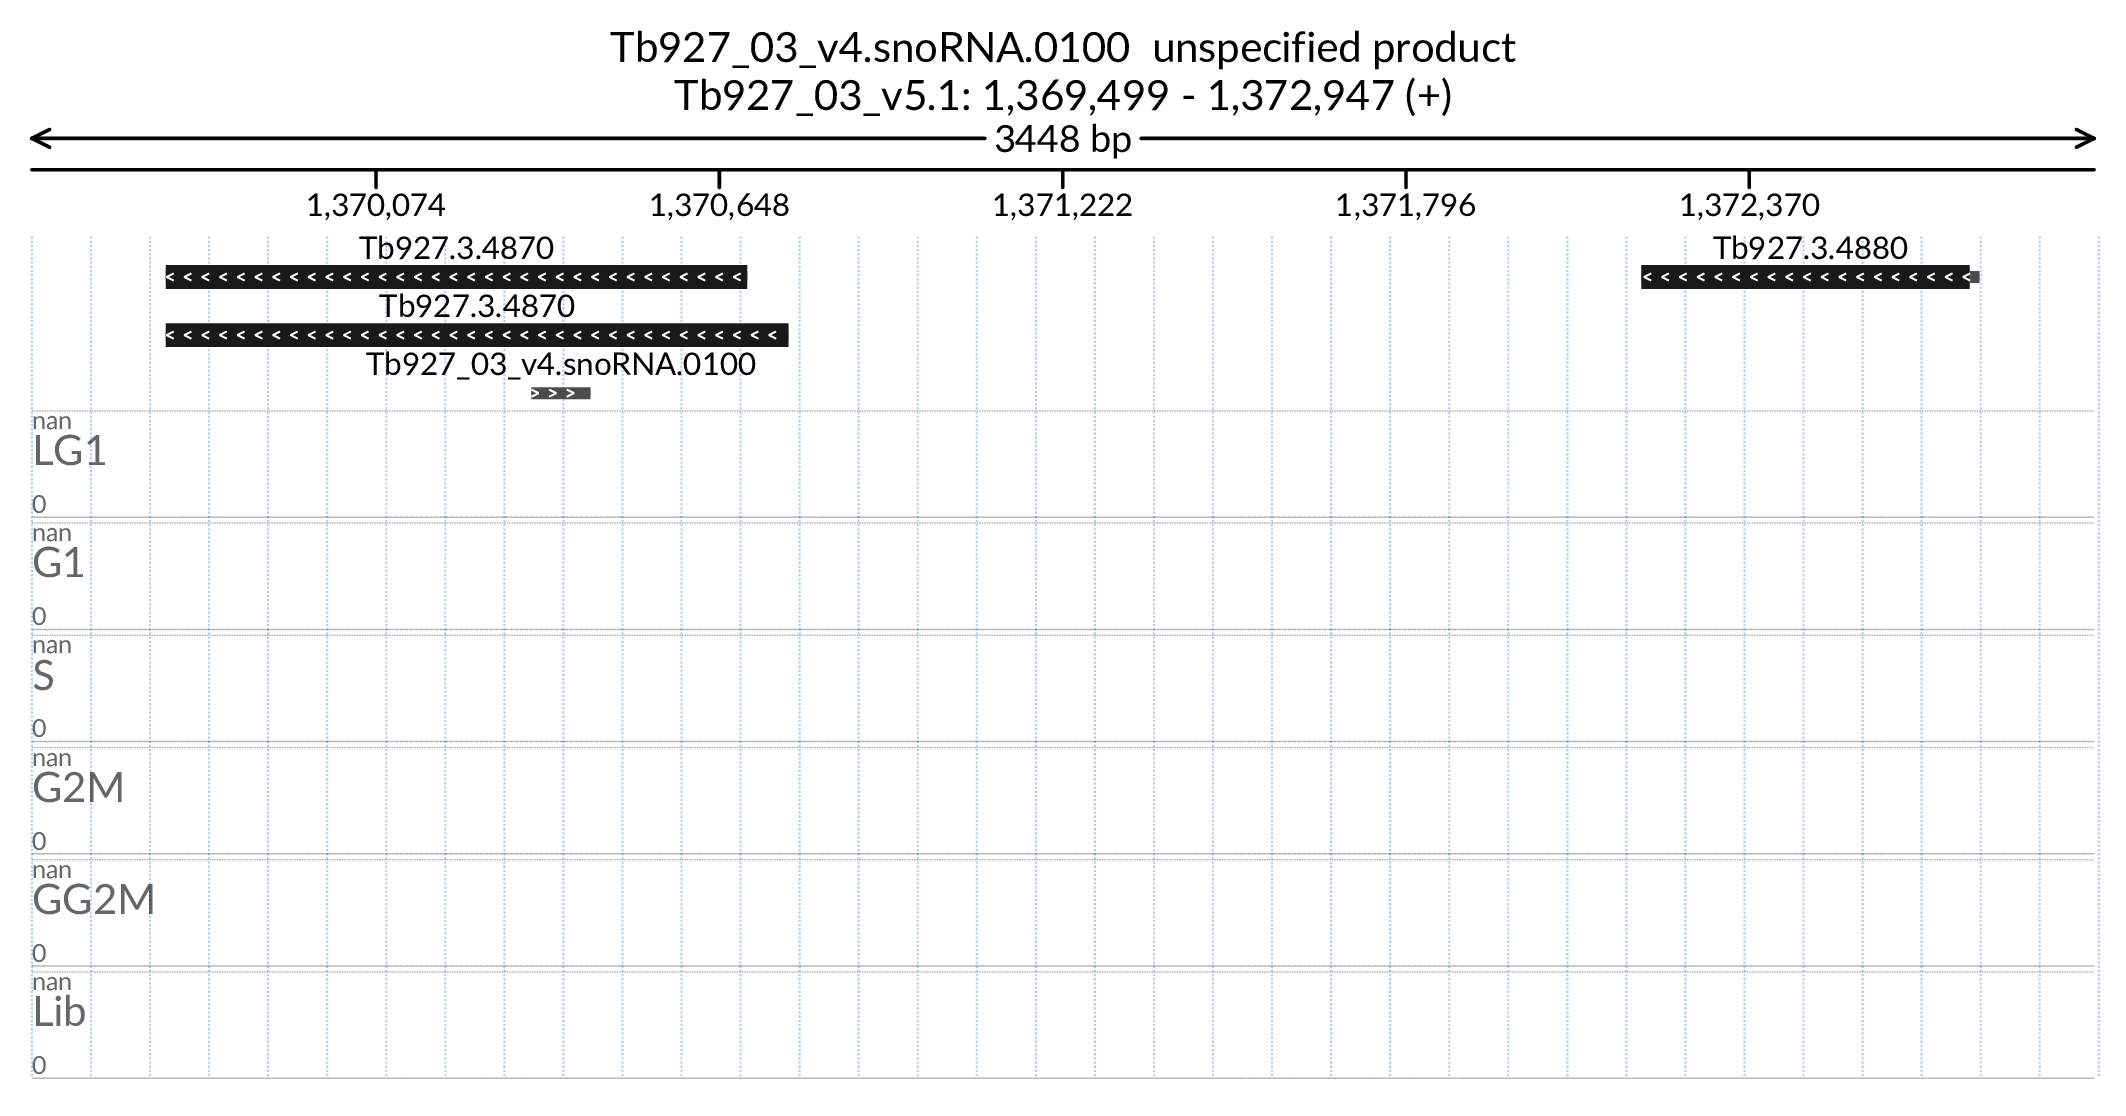 Tb927_03_v4.snoRNA.0100 unspecified product
Tb927_03_v5.1: 1,369,499 - 1,372,947 (+)
3448 bp
1,370,074 1,370,648 1,371,222 1,371,796 1,372,370
Tb927.3.4870 Tb927.3.4880
Tb927.3.4870
Tb927_03_v4.snoRNA.0100
nan
LG1
0
nan
G1
0
nan
S
0
nan
G2M
0
nan
GG2M
0
nan
Lib
0